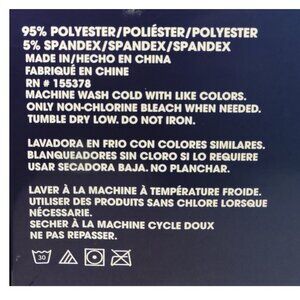 95% POLYESTER/POLIÉSTER/POLYESTER
5% SPANDEX/SPANDEX/SPANDEX
MADE IN/HECHO EN CHINA
FABRIQUÉ EN CHINE
RN # 155378
MACHINE WASH COLD WITH LIKE COLORS.
ONLY NON-CHLORINE BLEACH WHEN NEEDED.
TUMBLE DRY LOW. DO NOT IRON.
LAVADORA EN FRIO CON COLORES SIMILARES.
BLANQUEADORES SIN CLORO SI LO REQUIERE
USAR SECADORA BAJA. NO PLANCHAR.
LAVER À LA MACHINE À TEMPÉRATURE FROIDE.
UTILISER DES PRODUITS SANS CHLORE LORSQUE
NÉCESSAIRE.
SECHER À LA MACHINE CYCLE DOUX
NE PAS REPASSER.
30